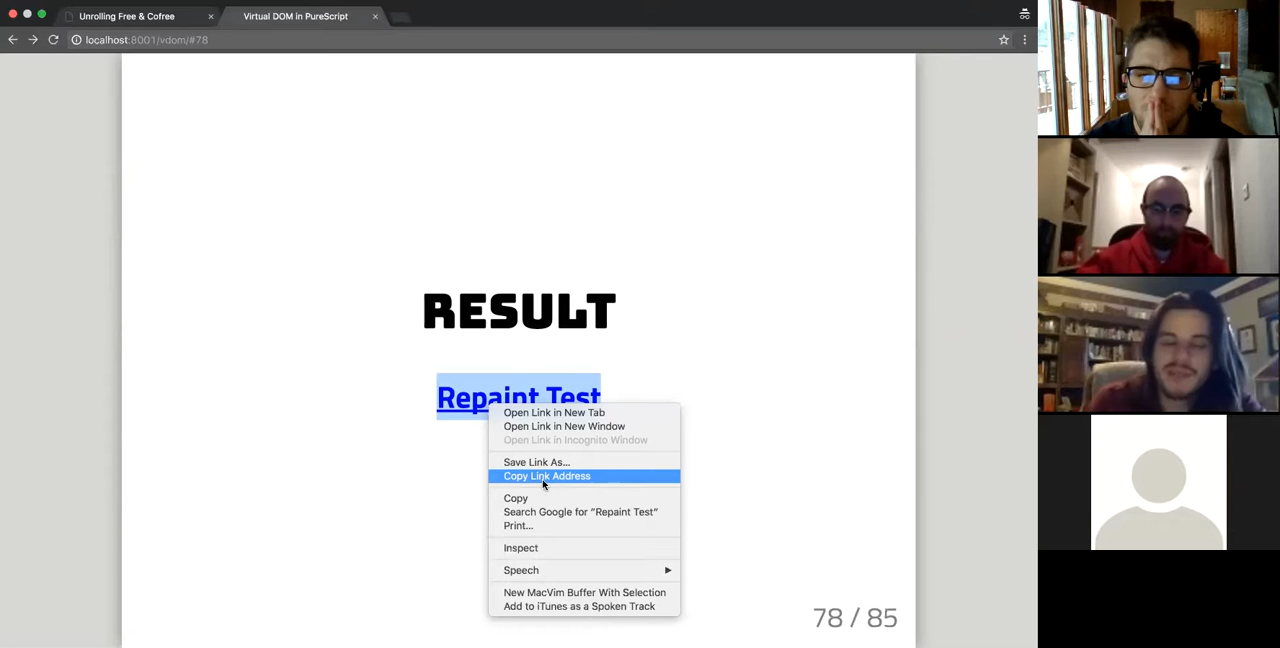 Unrolling Free & Cofree
Virtual DOM in PureScript
localhost:8001/vdom/#78
RESULT
Repaint Test
Open Link in New Tab
Open Link in New Window
Open Link in Incognito Window
Save Link As...
Copy Link Address
Copy
Search Google for “Repaint Test”
Print...
Inspect
Speech
New MacVim Buffer With Selection
Add to iTunes as a Spoken Track
78 / 85